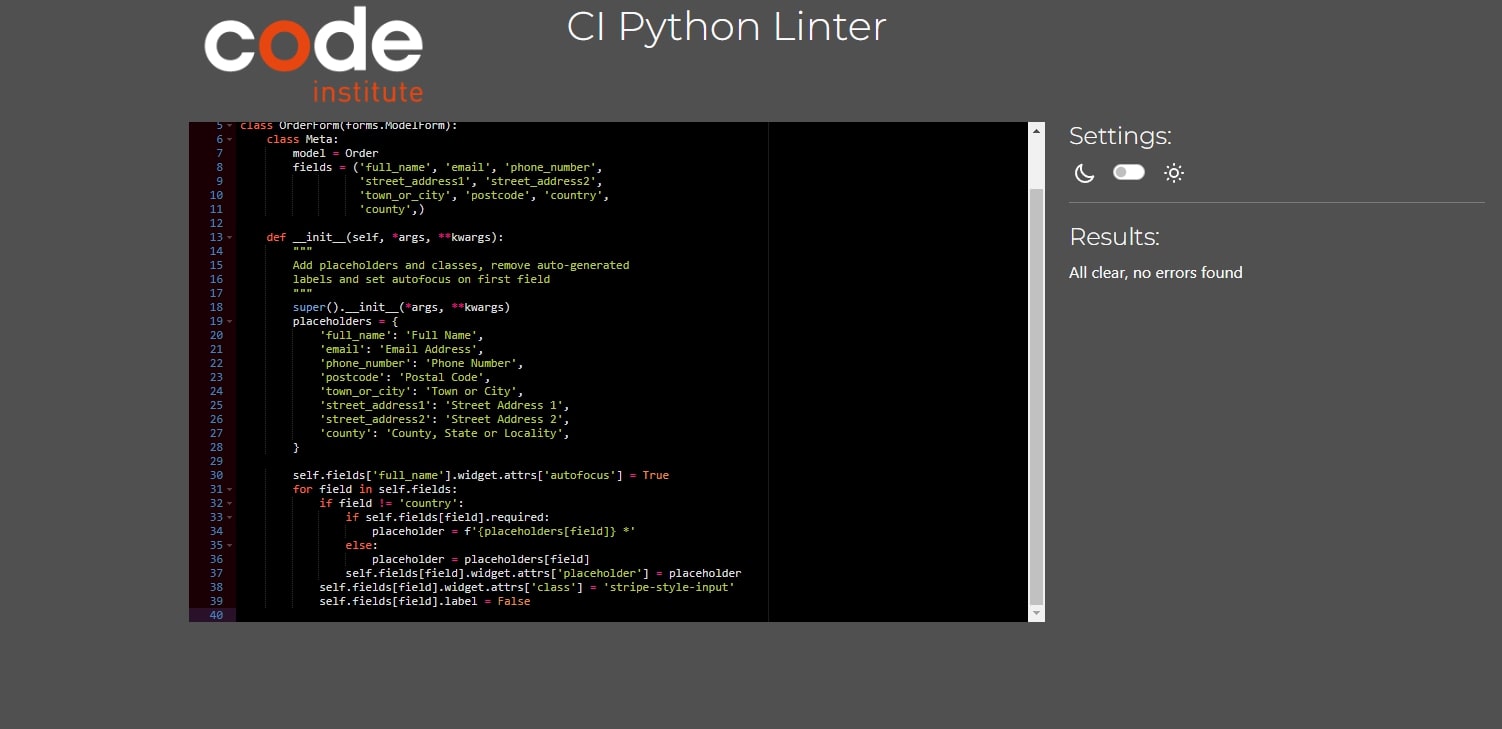 code
institute
CI Python Linter
5 class OrderForm(forms.ModelForm):
6     class Meta:
7         model = Order
8         fields = ('full_name', 'email', 'phone_number',
9                   'street_address1', 'street_address2',
10                   'town_or_city', 'postcode', 'country',
11                   'county',)
12
13     def __init__(self, *args, **kwargs):
14         """
15         Add placeholders and classes, remove auto-generated
16         labels and set autofocus on first field
17         """
18         super().__init__(*args, **kwargs)
19         placeholders = {
20             'full_name': 'Full Name',
21             'email': 'Email Address',
22             'phone_number': 'Phone Number',
23             'postcode': 'Postal Code',
24             'town_or_city': 'Town or City',
25             'street_address1': 'Street Address 1',
26             'street_address2': 'Street Address 2',
27             'county': 'County, State or Locality',
28         }
29
30         self.fields['full_name'].widget.attrs['autofocus'] = True
31         for field in self.fields:
32             if field != 'country':
33                 if self.fields[field].required:
34                     placeholder = f'{placeholders[field]} *'
35                 else:
36                     placeholder = placeholders[field]
37                 self.fields[field].widget.attrs['placeholder'] = placeholder
38             self.fields[field].widget.attrs['class'] = 'stripe-style-input'
39             self.fields[field].label = False
40
Settings:
Results:
All clear, no errors found